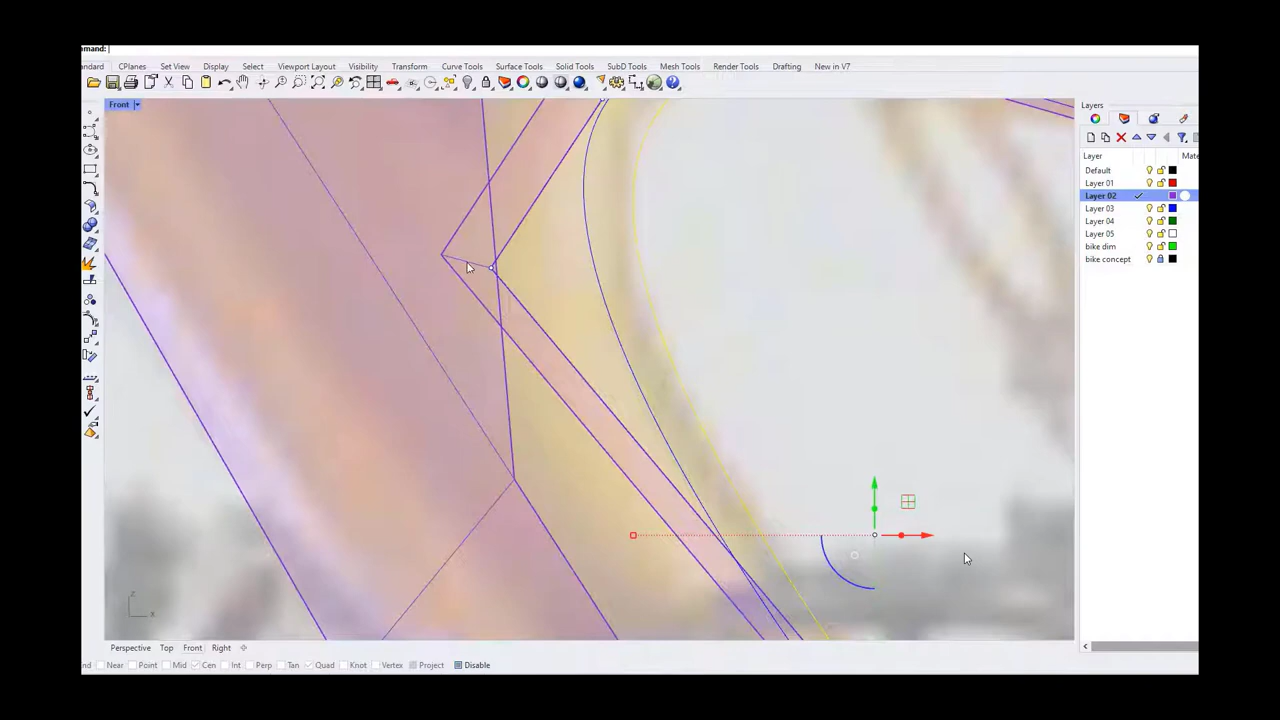 mmand:
andard CPlanes Set View Display Select Viewport Layout Visibility Transform Curve Tools Surface Tools Solid Tools SubD Tools Mesh Tools Render Tools Drafting New in V7
Front
Layers
Layer Mate
Default
Layer 01
Layer 02
Layer 03
Layer 04
Layer 05
bike dim
bike concept
z
x
Perspective Top Front Right
nd Near Point Mid Cen Int Perp Tan Quad Knot Vertex Project Disable